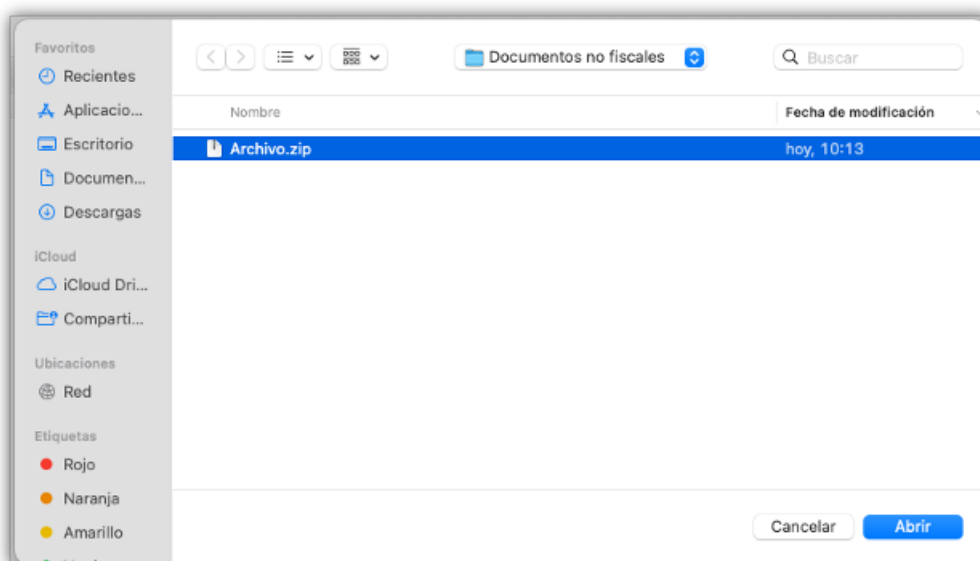 Favoritos
Recientes
Aplicacio...
Escritorio
Documen...
Descargas
iCloud
iCloud Dri...
Comparti...
Ubicaciones
Red
Etiquetas
Rojo
Naranja
Amarillo
Documentos no fiscales
Buscar
Nombre
Fecha de modificación
Archivo.zip
hoy, 10:13
Cancelar
Abrir